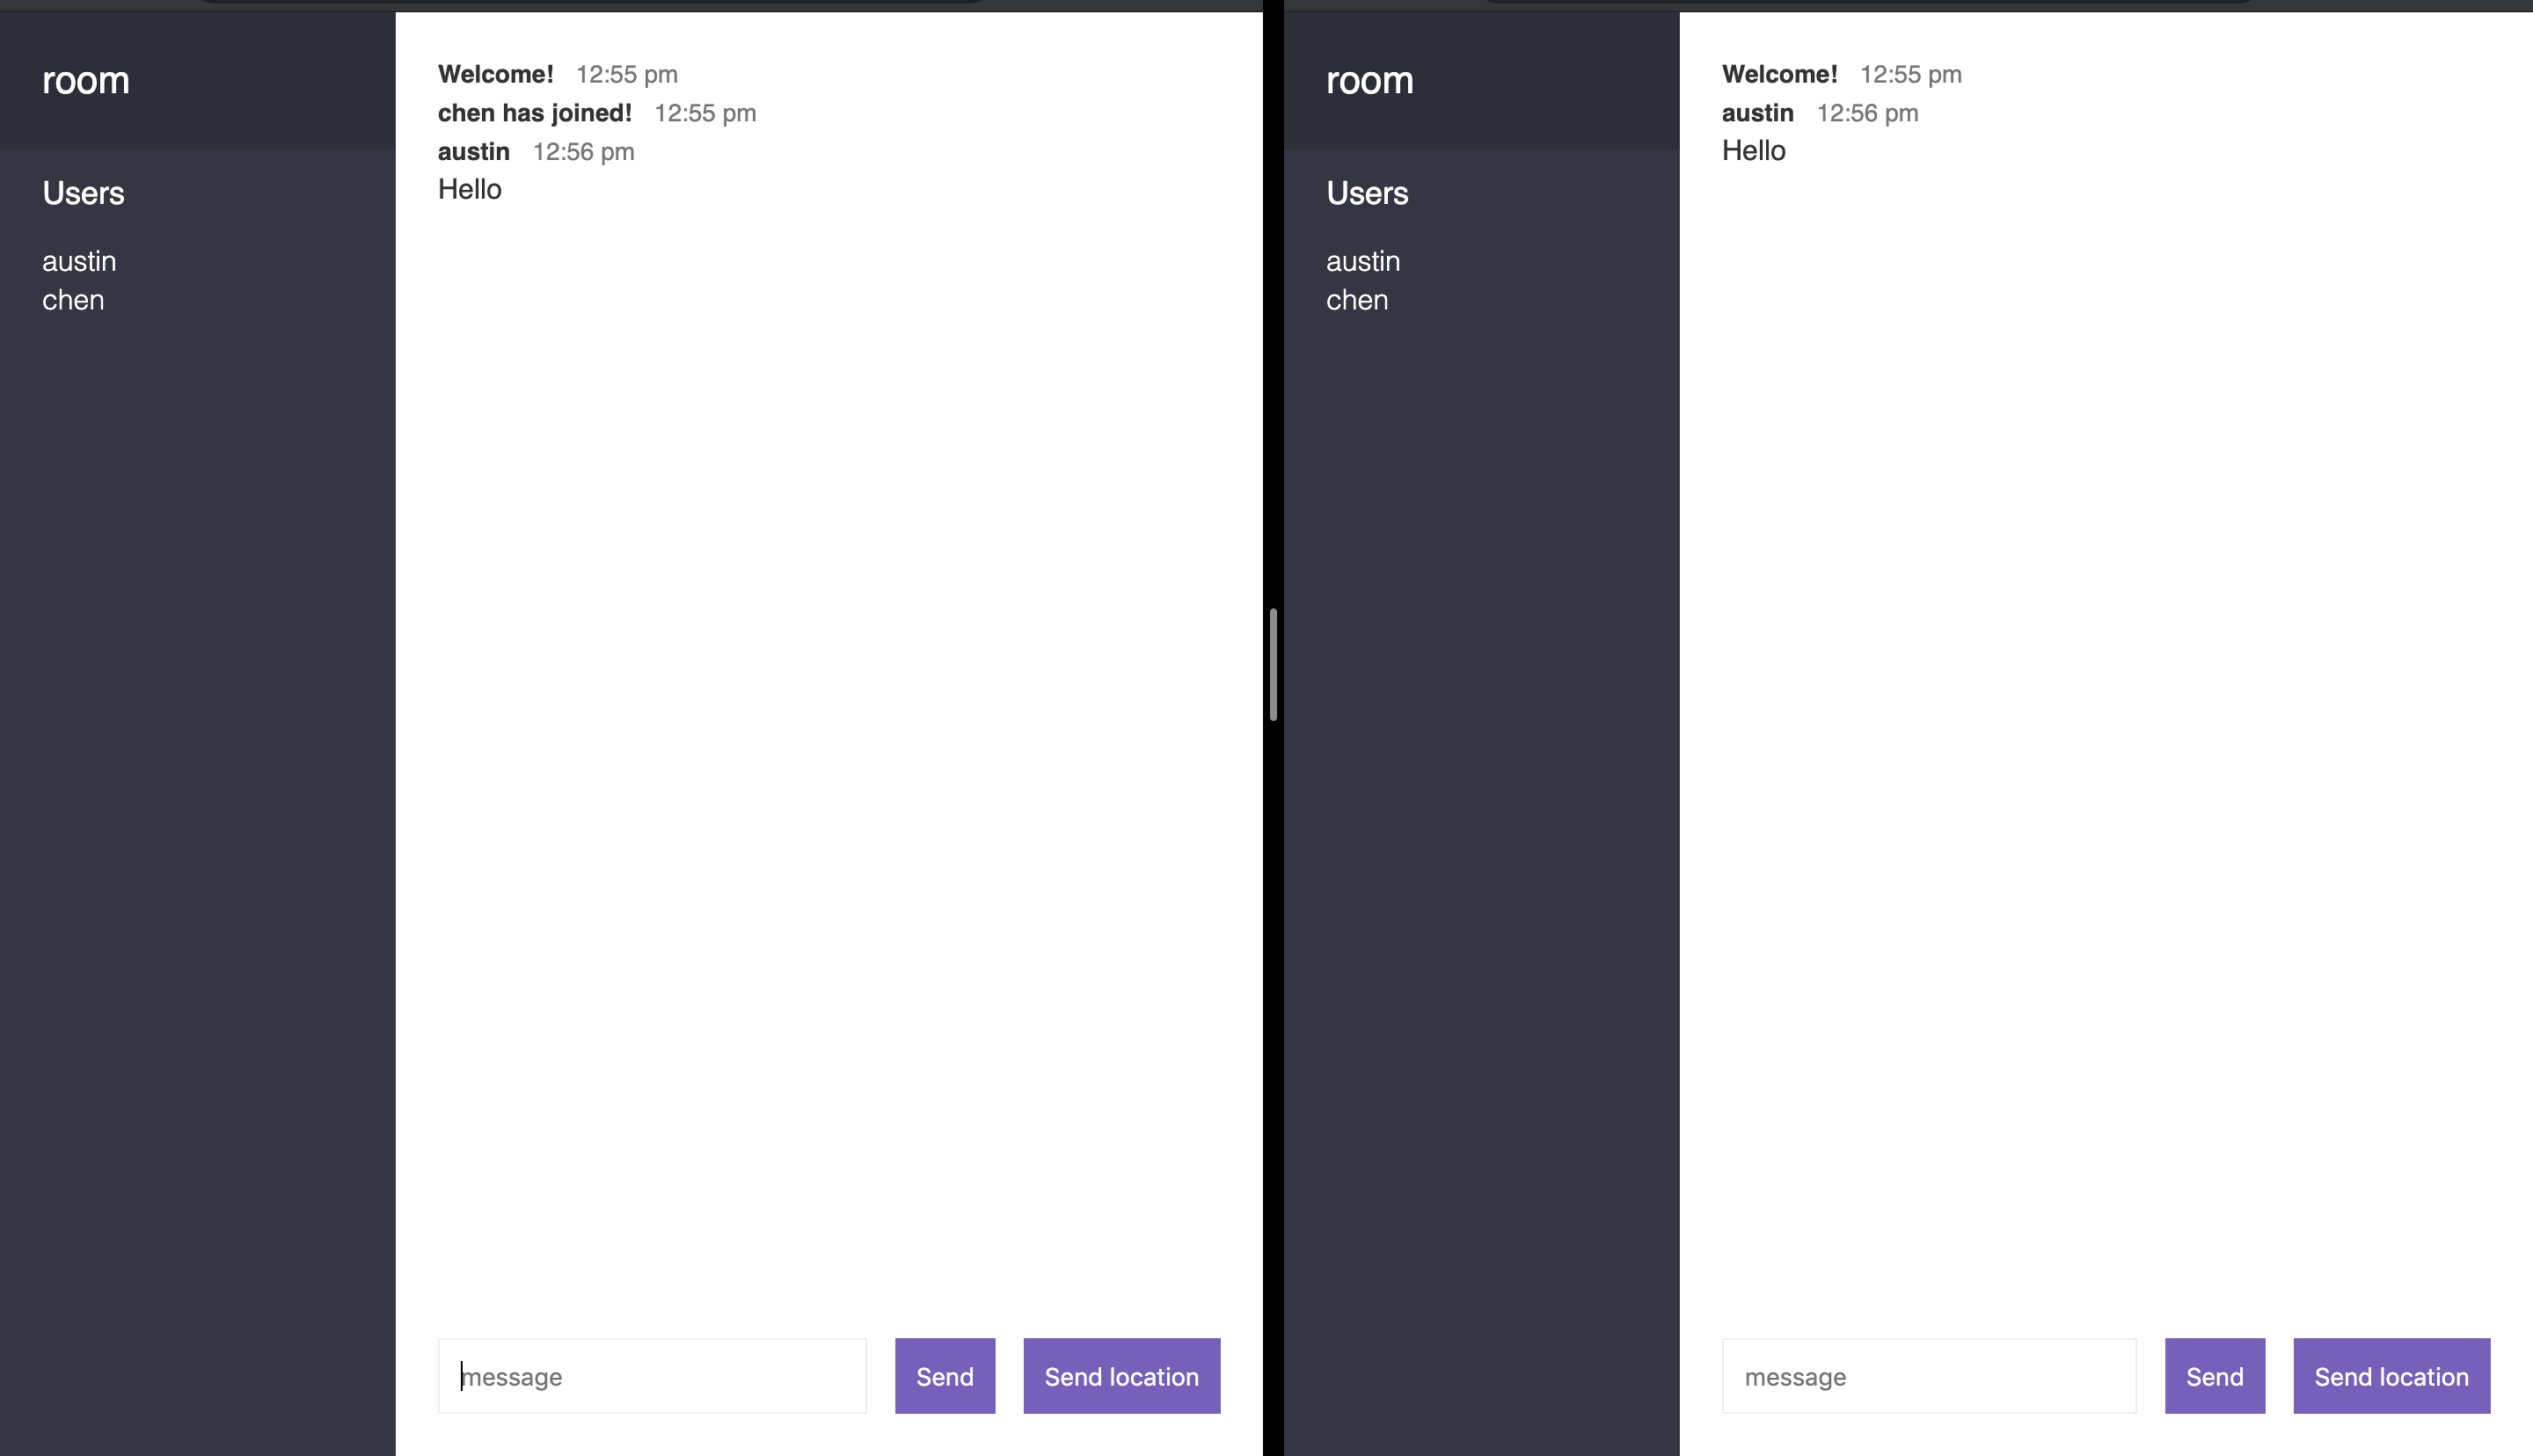 room
Users
austin
chen
Welcome! 12:55 pm
chen has joined! 12:55 pm
austin 12:56 pm
Hello
message
Send
Send location
room
Users
austin
chen
Welcome! 12:55 pm
austin 12:56 pm
Hello
message
Send
Send location